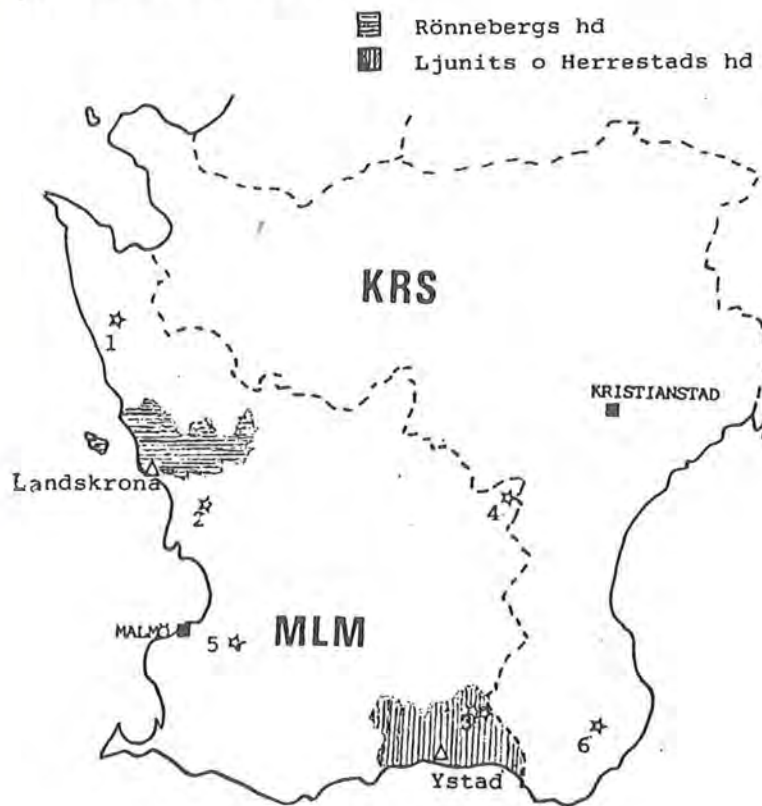 Rönnebergs hd
Ljunits o Herrestads hd
KRS
1
KRISTIANSTAD
Landskrona
2
4
MALMÖ
5
MLM
3
6
Ystad